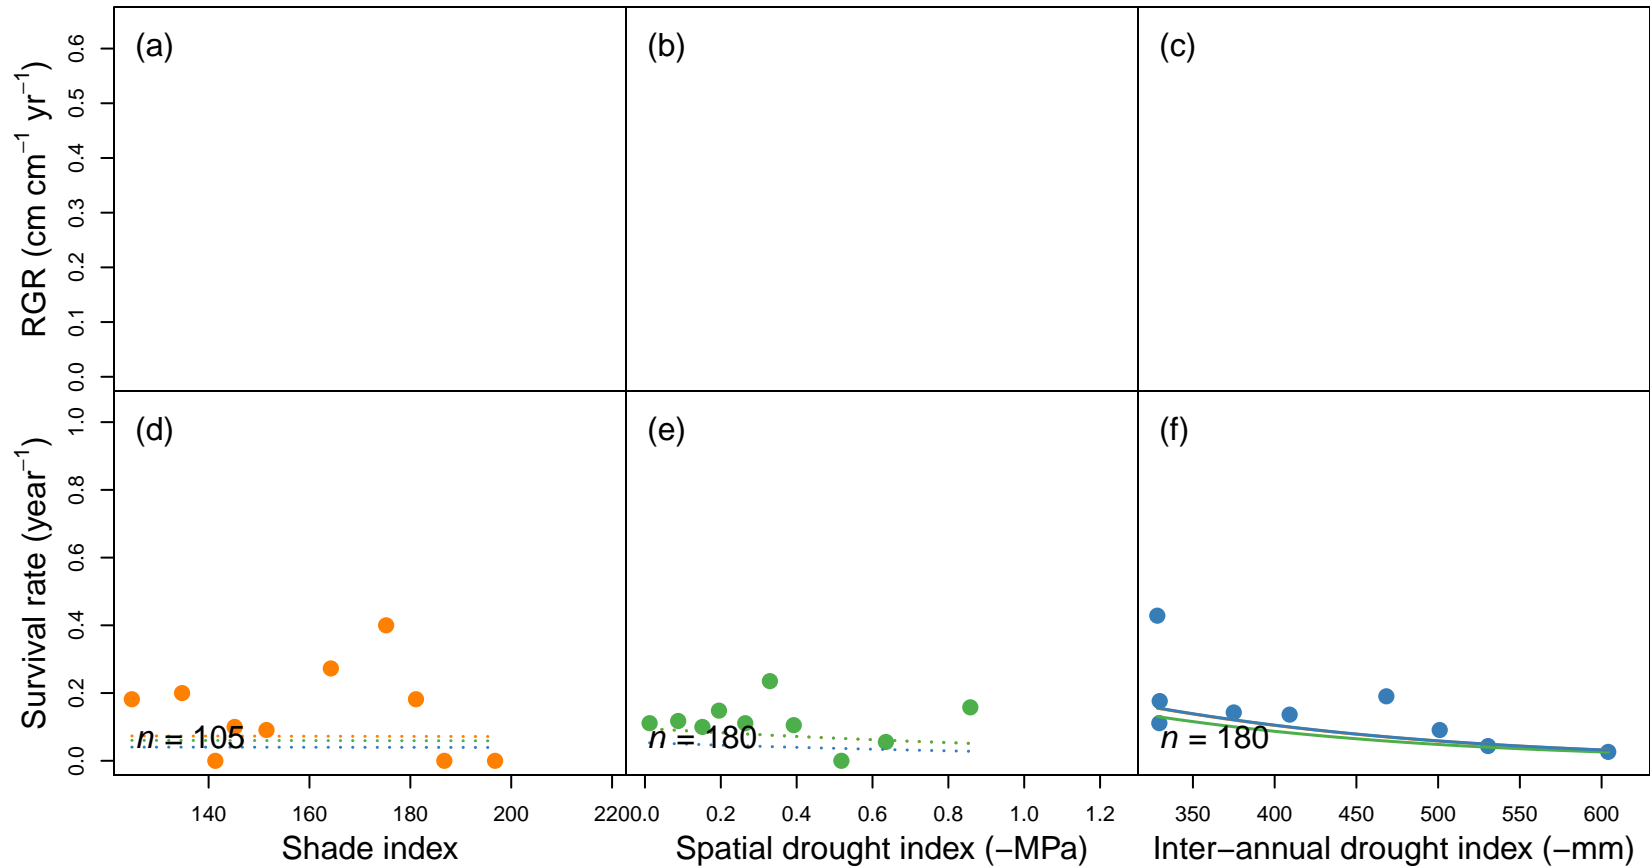 (a) (b) (c)
RGR (cm cm⁻¹ yr⁻¹)
0.6
0.5
0.4
0.3
0.2
0.1
0.0
(d) (e) (f)
Survival rate (year⁻¹)
1.0
0.8
0.6
0.4
0.2
0.0
n = 105 n = 180 n = 180
140 160 180 200 220 0.0 0.2 0.4 0.6 0.8 1.0 1.2 350 400 450 500 550 600
Shade index Spatial drought index (−MPa) Inter−annual drought index (−mm)